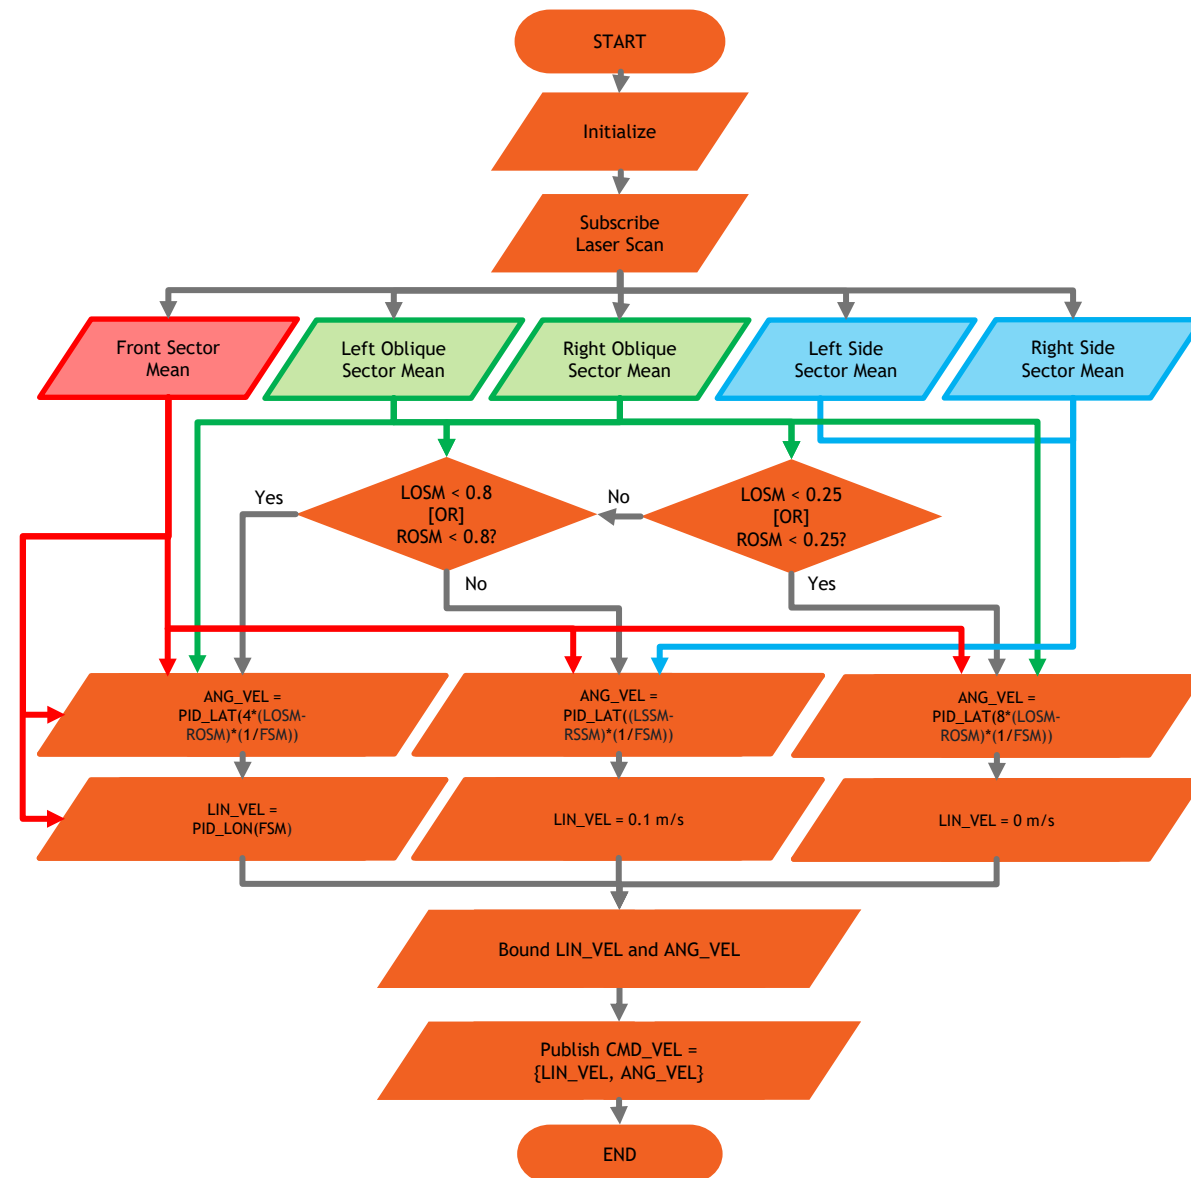 START
Initialize
Subscribe
Laser Scan
Front Sector
Mean
Left Oblique
Sector Mean
Right Oblique
Sector Mean
Left Side
Sector Mean
Right Side
Sector Mean
Yes
LOSM < 0.8
[OR]
ROSM < 0.8?
No
LOSM < 0.25
[OR]
ROSM < 0.25?
No
Yes
ANG_VEL =
PID_LAT(4*(LOSM-
ROSM)*(1/FSM))
ANG_VEL =
PID_LAT((LSSM-
RSSM)*(1/FSM))
ANG_VEL =
PID_LAT(8*(LOSM-
ROSM)*(1/FSM))
LIN_VEL =
PID_LON(FSM)
LIN_VEL = 0.1 m/s
LIN_VEL = 0 m/s
Bound LIN_VEL and ANG_VEL
Publish CMD_VEL =
{LIN_VEL, ANG_VEL}
END